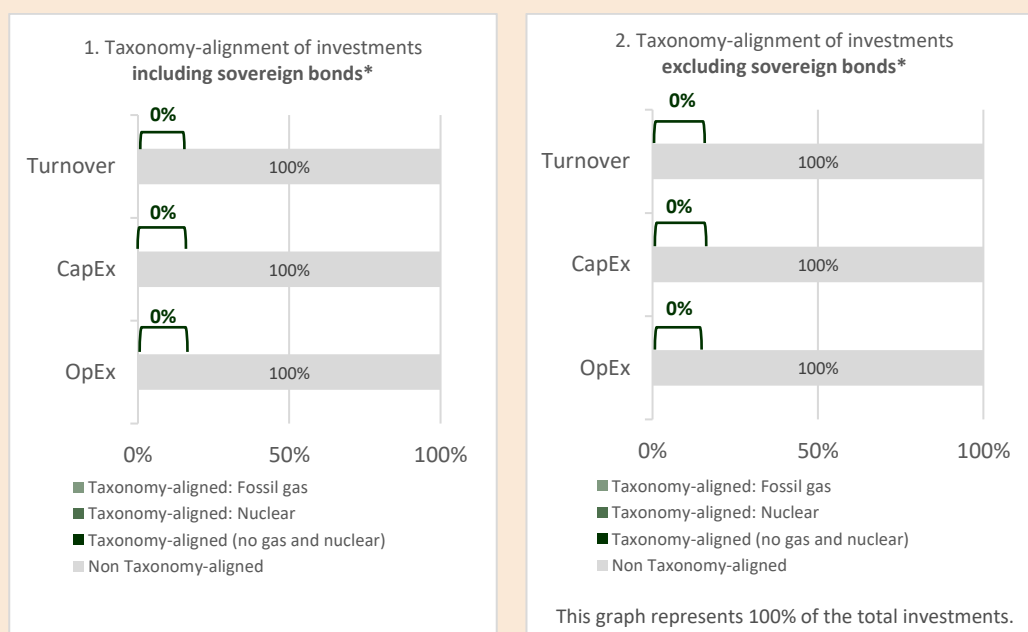 1. Taxonomy-alignment of investments
including sovereign bonds*
0%
Turnover
100%
0%
CapEx
100%
0%
OpEx
100%
0%
50%
100%
Taxonomy-aligned: Fossil gas
Taxonomy-aligned: Nuclear
Taxonomy-aligned (no gas and nuclear)
Non Taxonomy-aligned
2. Taxonomy-alignment of investments
excluding sovereign bonds*
0%
Turnover
100%
0%
CapEx
100%
0%
OpEx
100%
0%
50%
100%
Taxonomy-aligned: Fossil gas
Taxonomy-aligned: Nuclear
Taxonomy-aligned (no gas and nuclear)
Non Taxonomy-aligned
This graph represents 100% of the total investments.